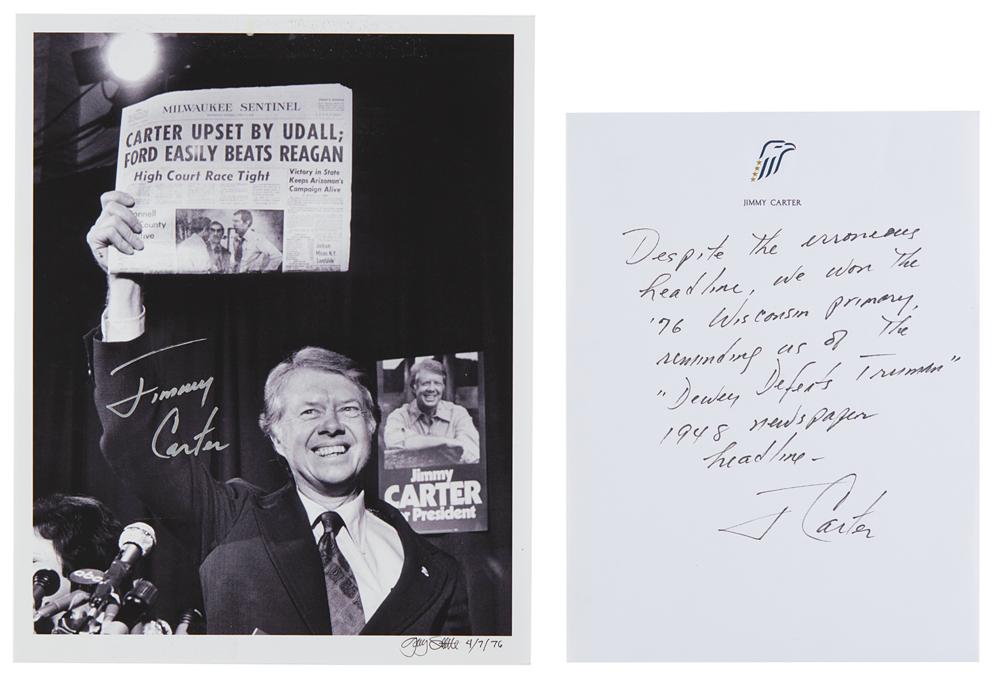 MILWAUKEE SENTINEL
CARTER UPSET BY UDALL;
FORD EASILY BEATS REAGAN
High Court Race Tight
Victory in State
Keeps Arizonan's
Campaign Alive
County
Jimmy
Carter
Jimmy
CARTER
r President
abc
4/7/76
JIMMY CARTER
Despite the erroneous
headline, we won the
'76 Wisconsin primary,
reminding us of the
"Dewey Defeats Truman"
1948 newspaper
headline -
J Carter